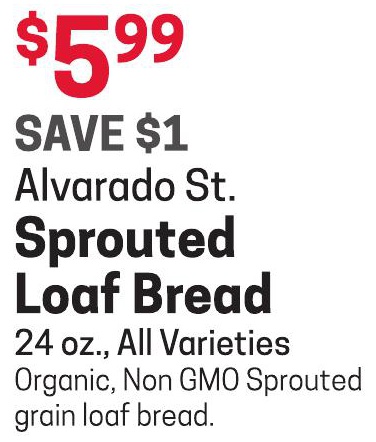 $5.99
SAVE $1
Alvarado St.
Sprouted
Loaf Bread
24 oz., All Varieties
Organic, Non GMO Sprouted
grain loaf bread.